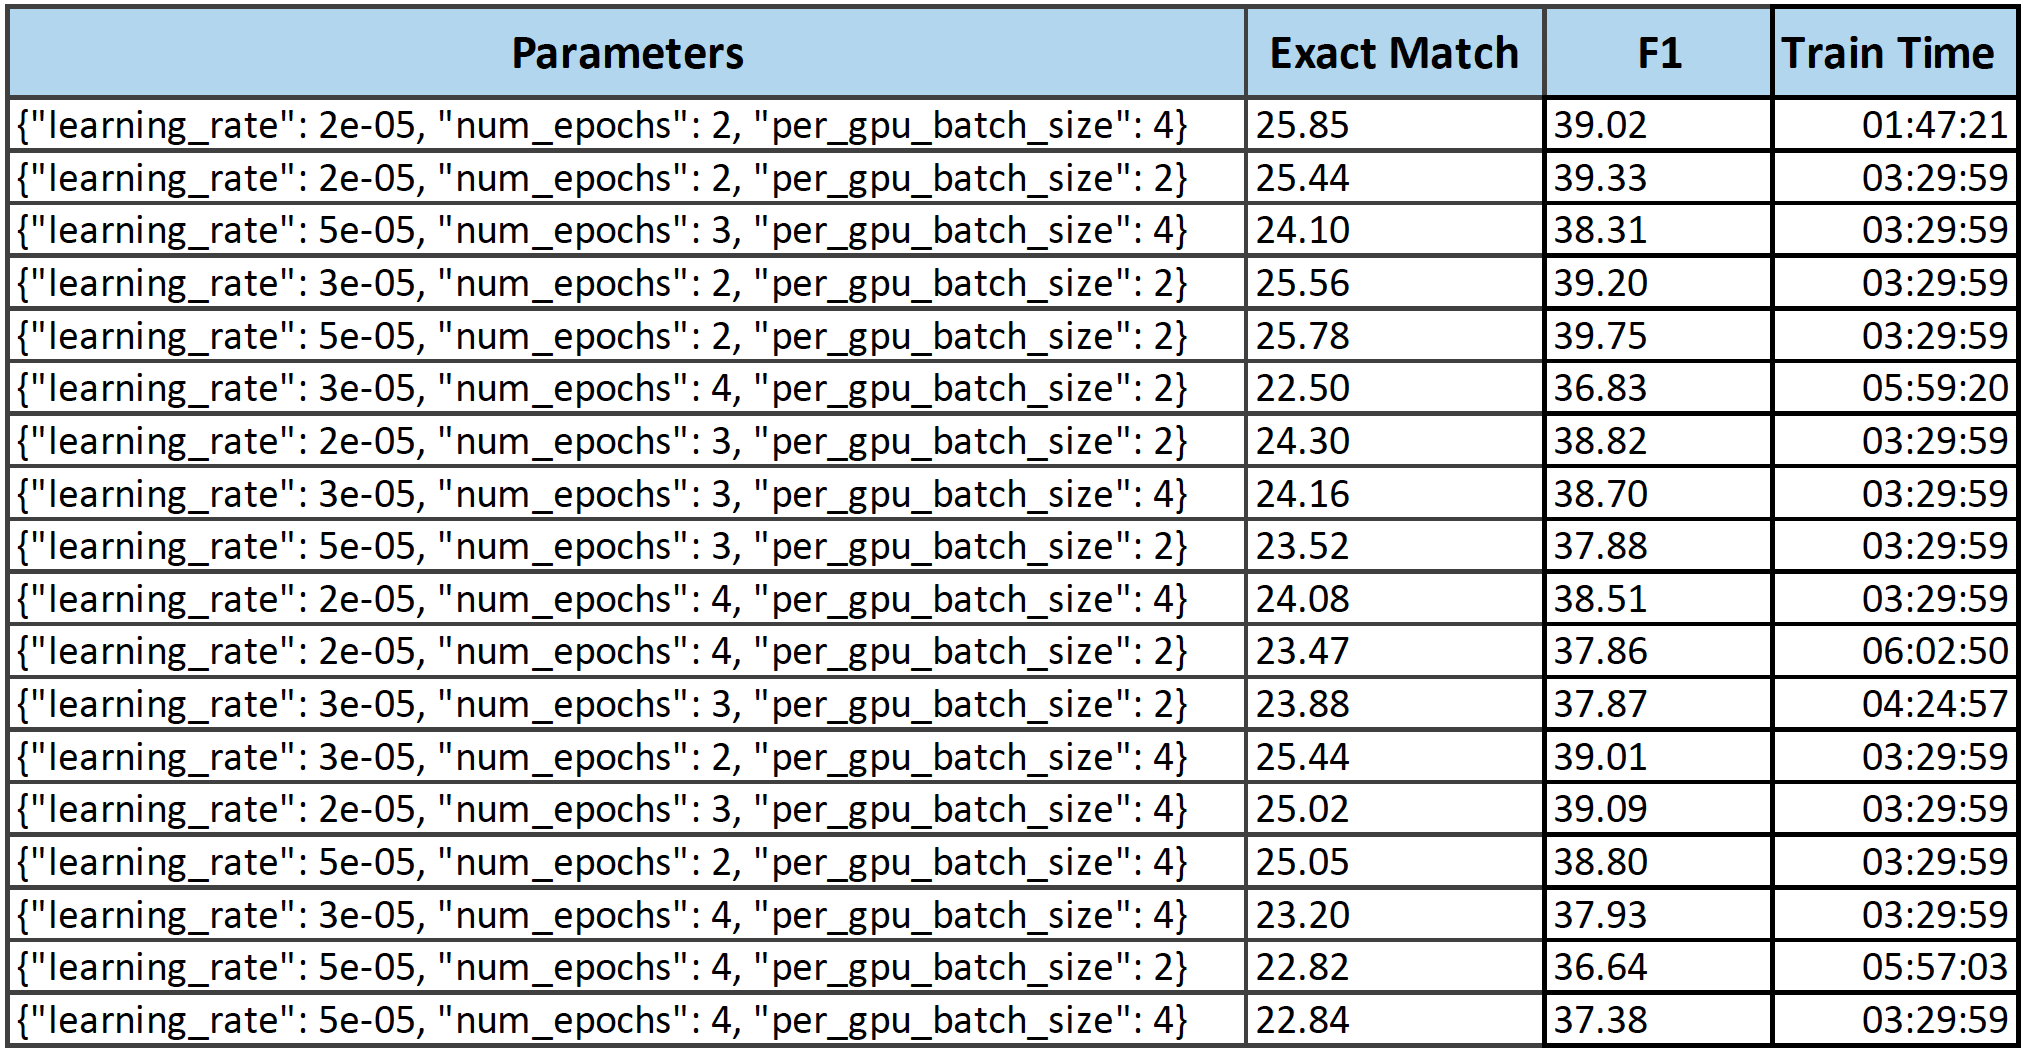 Parameters Exact Match F1 Train Time
{"learning_rate": 2e-05, "num_epochs": 2, "per_gpu_batch_size": 4} 25.85 39.02 01:47:21
{"learning_rate": 2e-05, "num_epochs": 2, "per_gpu_batch_size": 2} 25.44 39.33 03:29:59
{"learning_rate": 5e-05, "num_epochs": 3, "per_gpu_batch_size": 4} 24.10 38.31 03:29:59
{"learning_rate": 3e-05, "num_epochs": 2, "per_gpu_batch_size": 2} 25.56 39.20 03:29:59
{"learning_rate": 5e-05, "num_epochs": 2, "per_gpu_batch_size": 2} 25.78 39.75 03:29:59
{"learning_rate": 3e-05, "num_epochs": 4, "per_gpu_batch_size": 2} 22.50 36.83 05:59:20
{"learning_rate": 2e-05, "num_epochs": 3, "per_gpu_batch_size": 2} 24.30 38.82 03:29:59
{"learning_rate": 3e-05, "num_epochs": 3, "per_gpu_batch_size": 4} 24.16 38.70 03:29:59
{"learning_rate": 5e-05, "num_epochs": 3, "per_gpu_batch_size": 2} 23.52 37.88 03:29:59
{"learning_rate": 2e-05, "num_epochs": 4, "per_gpu_batch_size": 4} 24.08 38.51 03:29:59
{"learning_rate": 2e-05, "num_epochs": 4, "per_gpu_batch_size": 2} 23.47 37.86 06:02:50
{"learning_rate": 3e-05, "num_epochs": 3, "per_gpu_batch_size": 2} 23.88 37.87 04:24:57
{"learning_rate": 3e-05, "num_epochs": 2, "per_gpu_batch_size": 4} 25.44 39.01 03:29:59
{"learning_rate": 2e-05, "num_epochs": 3, "per_gpu_batch_size": 4} 25.02 39.09 03:29:59
{"learning_rate": 5e-05, "num_epochs": 2, "per_gpu_batch_size": 4} 25.05 38.80 03:29:59
{"learning_rate": 3e-05, "num_epochs": 4, "per_gpu_batch_size": 4} 23.20 37.93 03:29:59
{"learning_rate": 5e-05, "num_epochs": 4, "per_gpu_batch_size": 2} 22.82 36.64 05:57:03
{"learning_rate": 5e-05, "num_epochs": 4, "per_gpu_batch_size": 4} 22.84 37.38 03:29:59